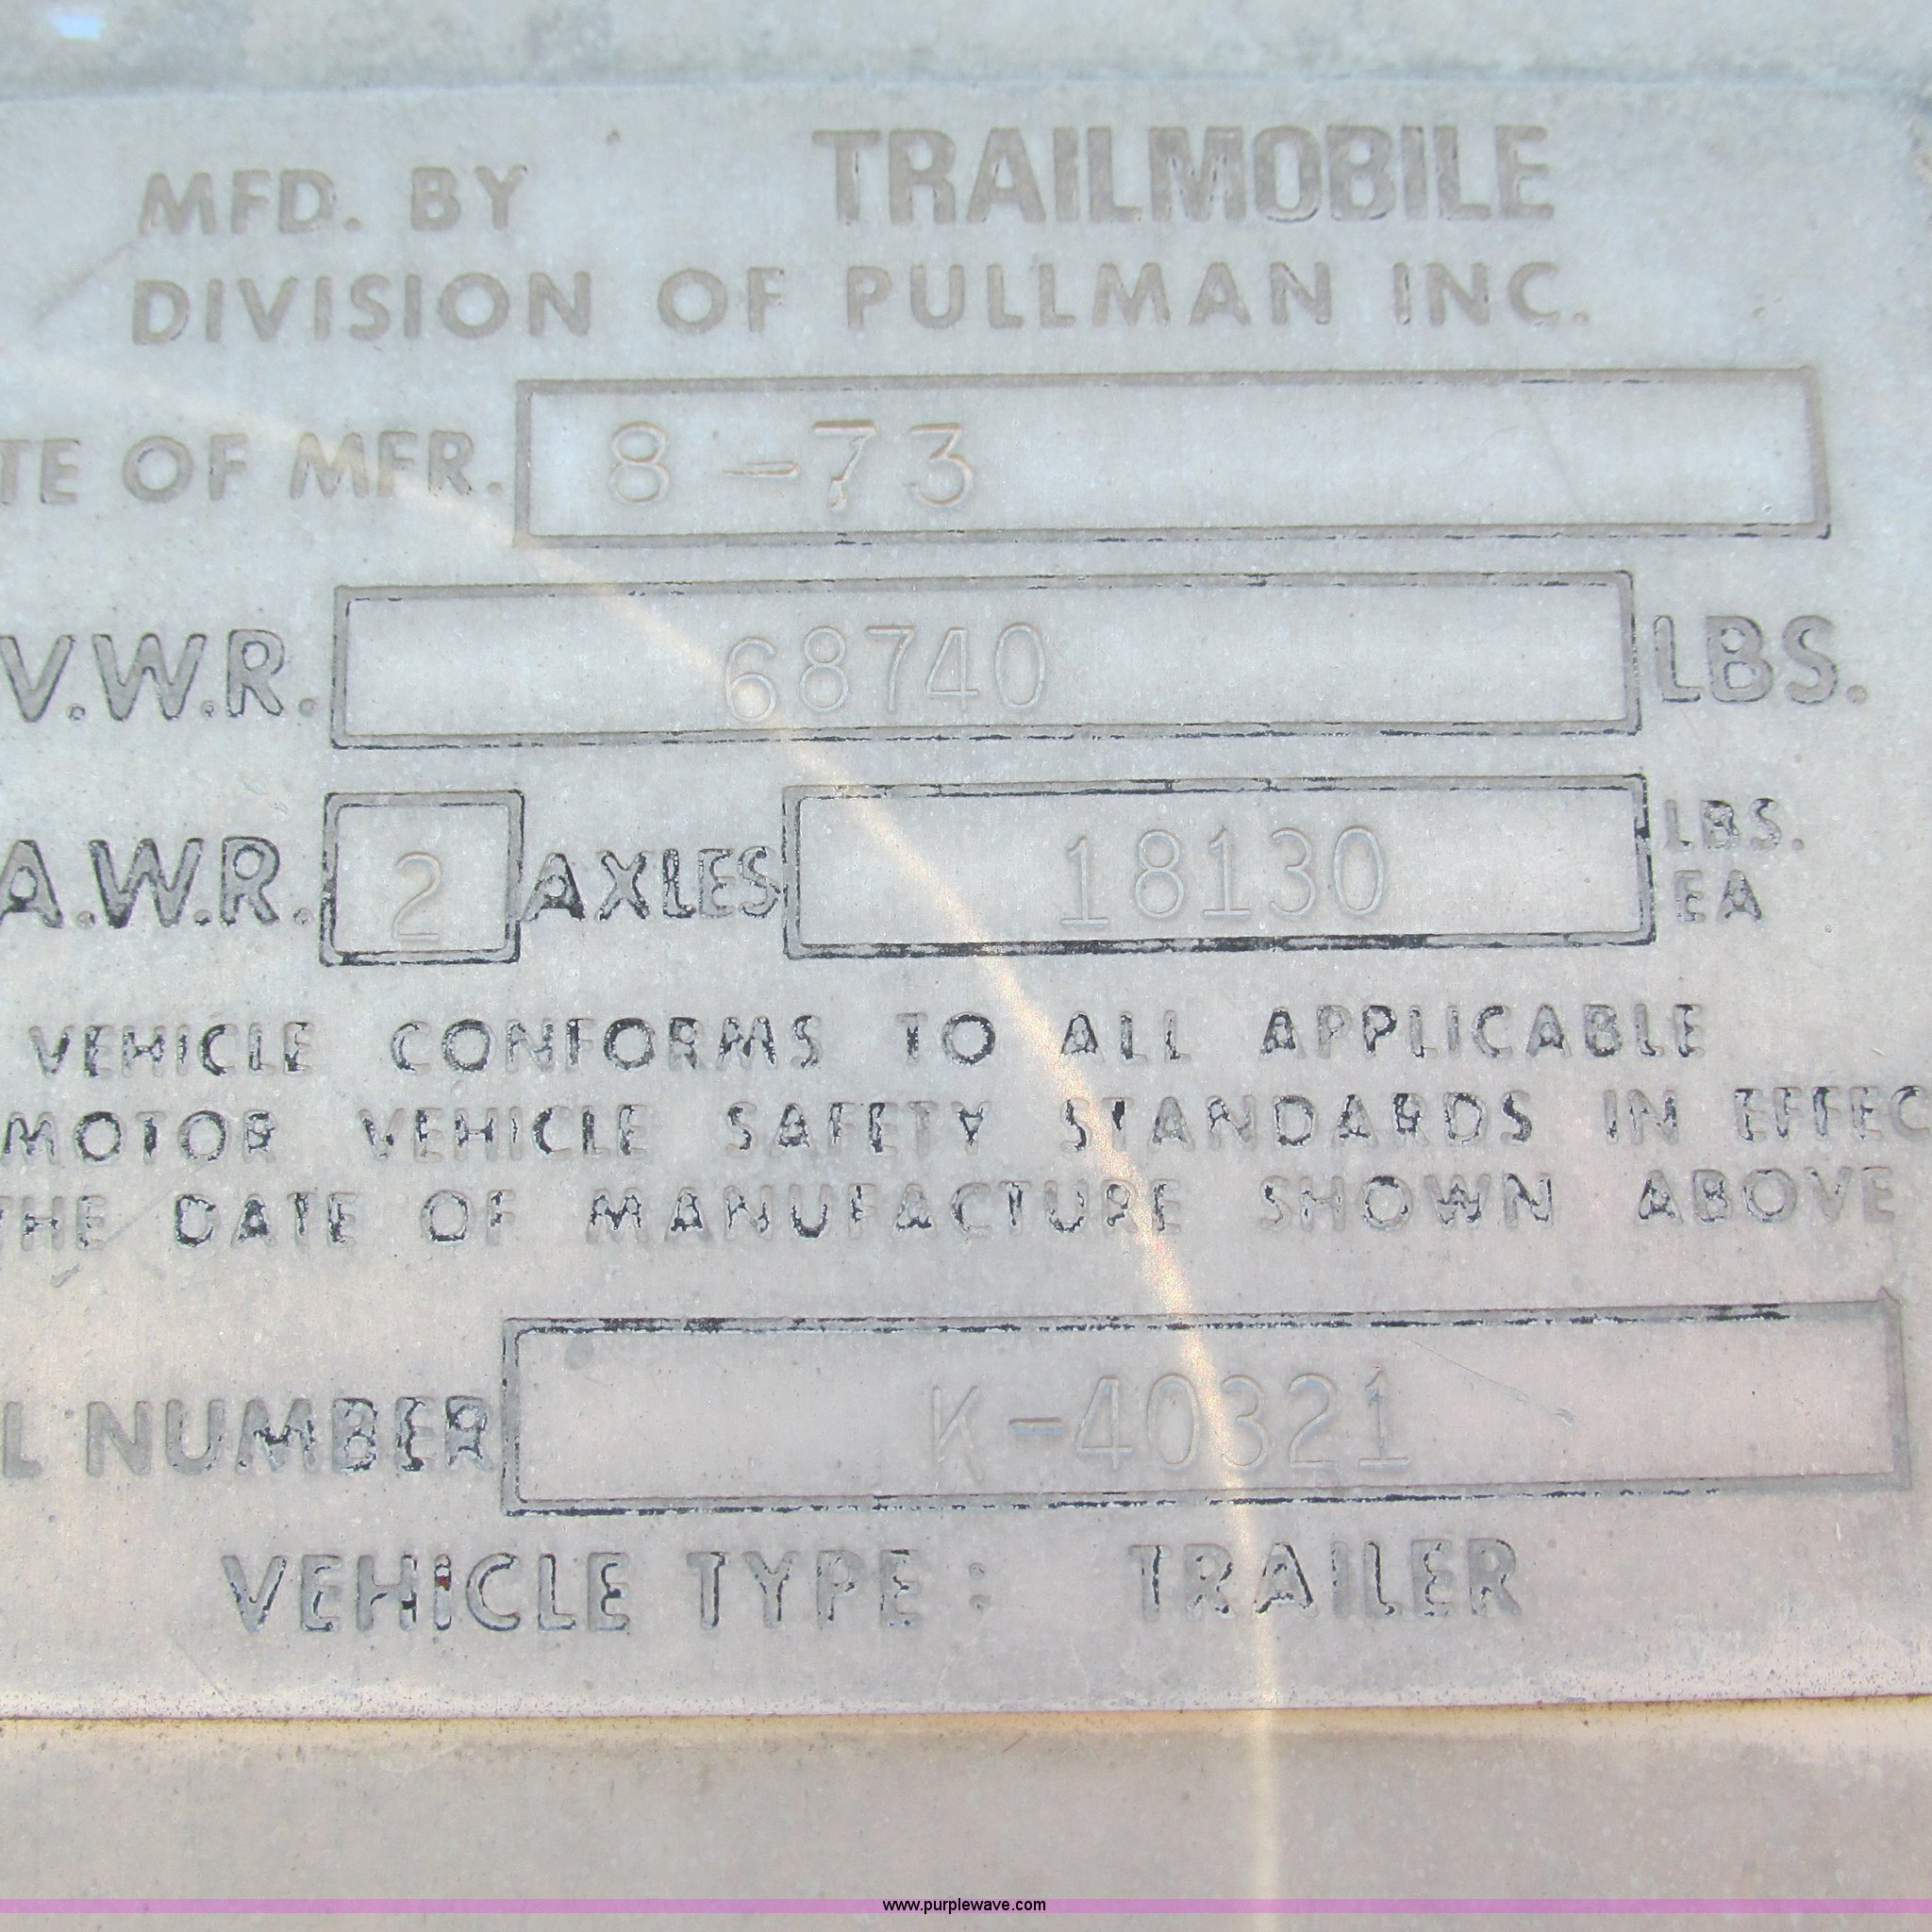 MFD. BY TRAILMOBILE
DIVISION OF PULLMAN INC.
TE OF MFR. 8-73
V.W.R. 68740 LBS.
A.W.R. 2 AXLES 18130 LBS. EA
VEHICLE CONFORMS TO ALL APPLICABLE
MOTOR VEHICLE SAFETY STANDARDS IN EFFEC
THE DATE OF MANUFACTURE SHOWN ABOVE
L NUMBER K-40321
VEHICLE TYPE: TRAILER
www.purplewave.com